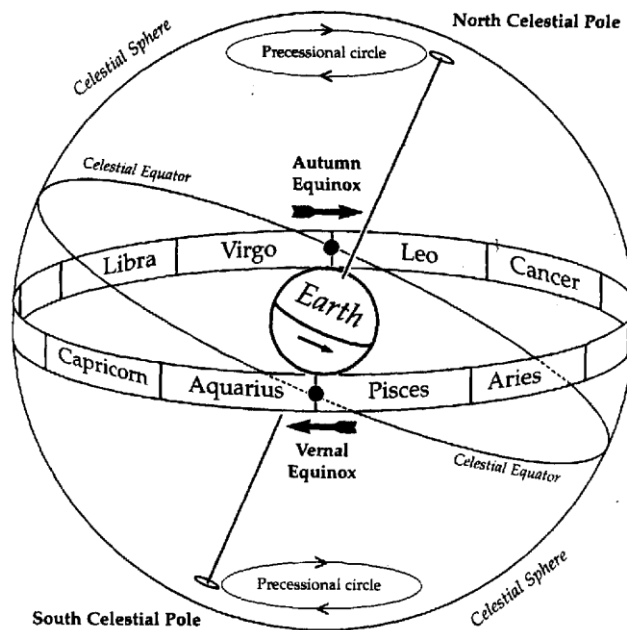 North Celestial Pole
Celestial Sphere
Precessional circle
Celestial Equator
Autumn
Equinox
Libra
Virgo
Leo
Cancer
Earth
Capricorn
Aquarius
Pisces
Aries
Vernal
Equinox
Celestial Equator
Precessional circle
Celestial Sphere
South Celestial Pole